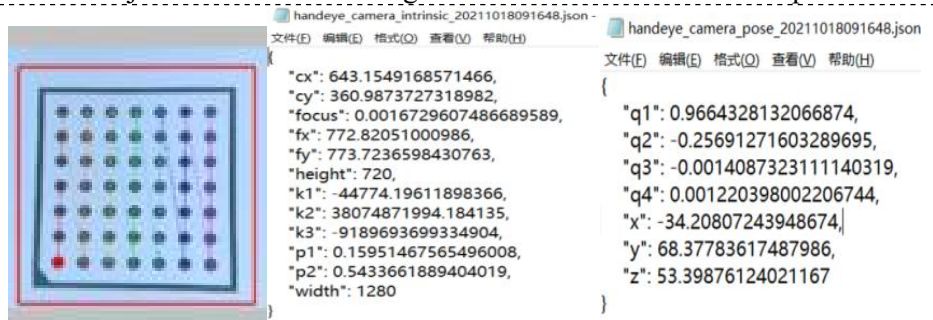 handeye_camera_intrinsic_20211018091648.json -
文件(F) 编辑(E) 格式(O) 查看(V) 帮助(H)
{
"cx": 643.1549168571466,
"cy": 360.9873727318982,
"focus": 0.0016729607486689589,
"fx": 772.82051000986,
"fy": 773.7236598430763,
"height": 720,
"k1": -44774.19611898366,
"k2": 38074871994.184135,
"k3": -9189693699334904,
"p1": 0.15951467565496008,
"p2": 0.5433661889404019,
"width": 1280
}
handeye_camera_pose_20211018091648.json
文件(F) 编辑(E) 格式(O) 查看(V) 帮助(H)
{
"q1": 0.9664328132066874,
"q2": -0.256912716032896​95,
"q3": -0.0014087323111140319,
"q4": 0.001220398002206744,
"x": -34.20807243948674,
"y": 68.37783617487986,
"z": 53.39876124021167
}